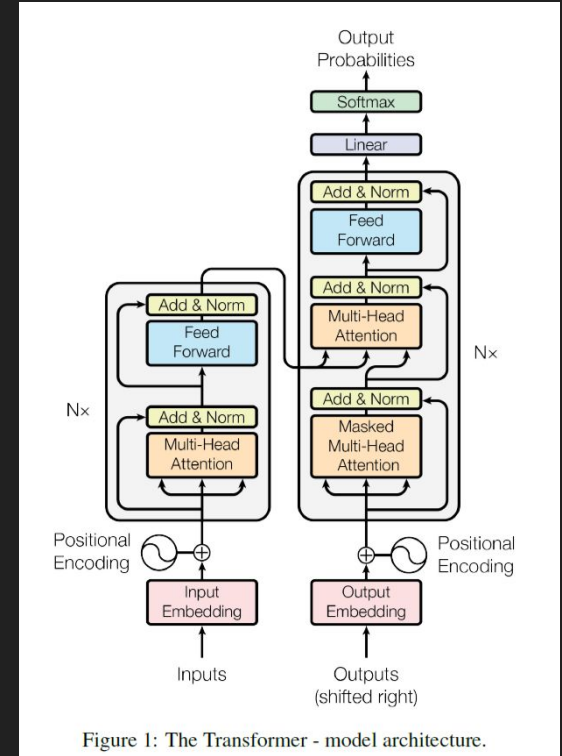 Output
Probabilities
Softmax
Linear
Add & Norm
Feed
Forward
Add & Norm
Multi-Head
Attention
Add & Norm
Masked
Multi-Head
Attention
Nx
Add & Norm
Feed
Forward
Add & Norm
Multi-Head
Attention
Nx
Positional
Encoding
Positional
Encoding
Input
Embedding
Output
Embedding
Inputs
Outputs
(shifted right)
Figure 1: The Transformer - model architecture.